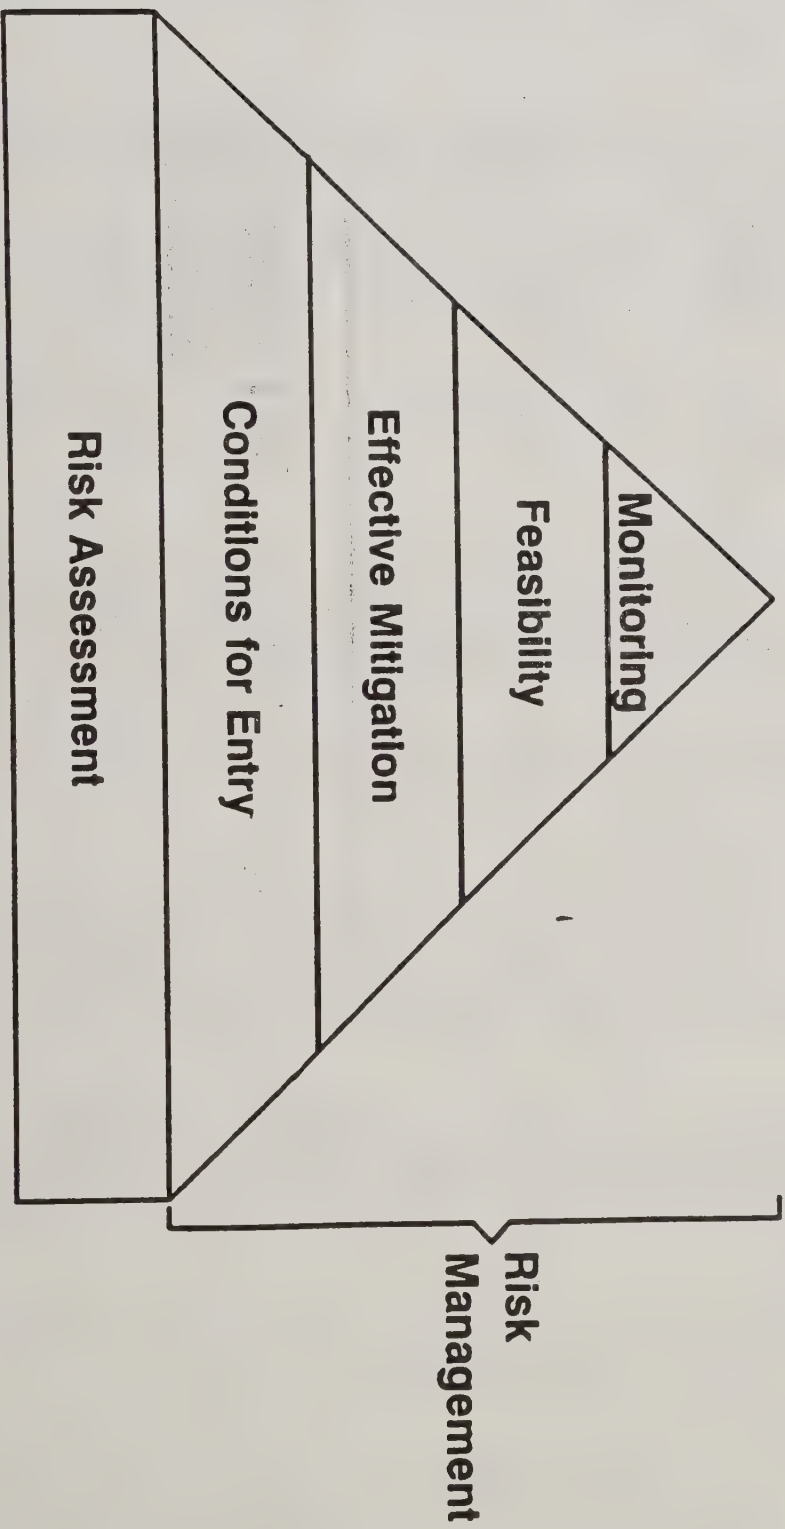 Monitoring
Feasibility
Effective Mitigation
Conditions for Entry
Risk Assessment
Risk
Management